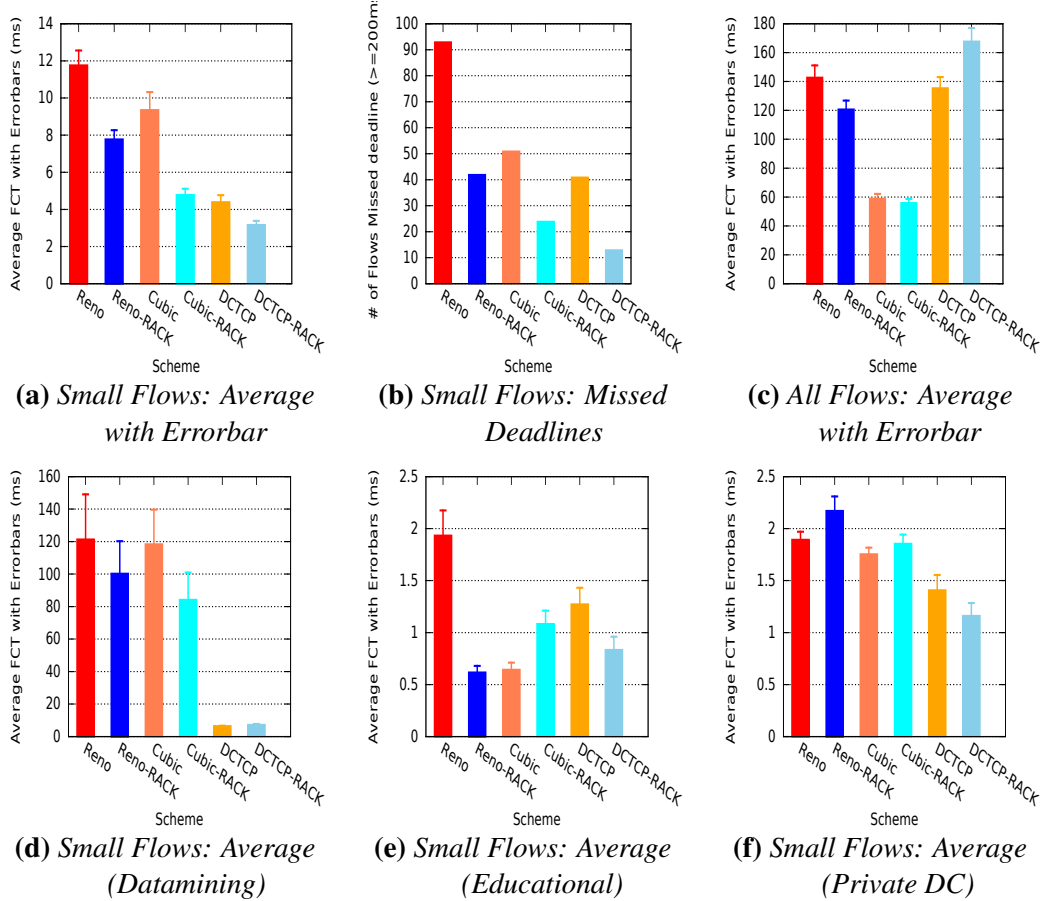 Average FCT with Errorbars (ms)
14
12
10
8
6
4
2
0
Reno
Reno-RACK
Cubic
Cubic-RACK
DCTCP
DCTCP-RACK
Scheme
(a) Small Flows: Average
with Errorbar
# of Flows Missed deadline (>=200ms
100
90
80
70
60
50
40
30
20
10
0
Reno
Reno-RACK
Cubic
Cubic-RACK
DCTCP
DCTCP-RACK
Scheme
(b) Small Flows: Missed
Deadlines
Average FCT with Errorbars (ms)
180
160
140
120
100
80
60
40
20
0
Reno
Reno-RACK
Cubic
Cubic-RACK
DCTCP
DCTCP-RACK
Scheme
(c) All Flows: Average
with Errorbar
Average FCT with Errorbars (ms)
160
140
120
100
80
60
40
20
0
Reno
Reno-RACK
Cubic
Cubic-RACK
DCTCP
DCTCP-RACK
Scheme
(d) Small Flows: Average
(Datamining)
Average FCT with Errorbars (ms)
2.5
2
1.5
1
0.5
0
Reno
Reno-RACK
Cubic
Cubic-RACK
DCTCP
DCTCP-RACK
Scheme
(e) Small Flows: Average
(Educational)
Average FCT with Errorbars (ms)
2.5
2
1.5
1
0.5
0
Reno
Reno-RACK
Cubic
Cubic-RACK
DCTCP
DCTCP-RACK
Scheme
(f) Small Flows: Average
(Private DC)